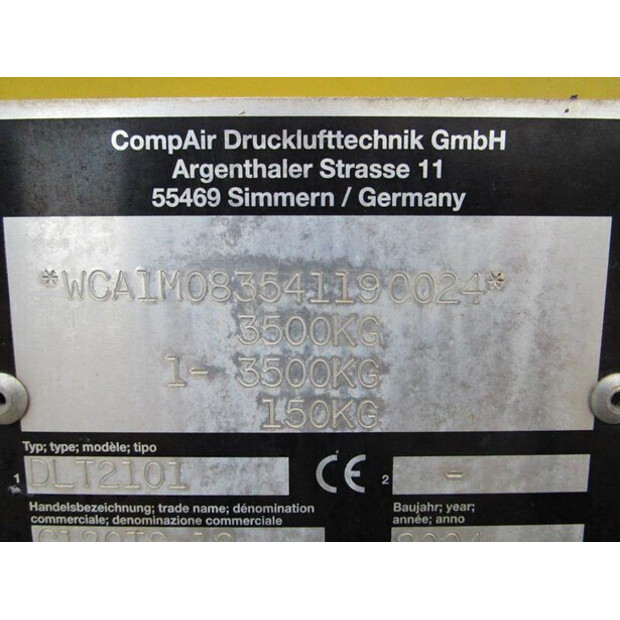 CompAir Drucklufttechnik GmbH
Argenthaler Strasse 11
55469 Simmern / Germany
*WCA1M083541190024*
3500KG
1- 3500KG
150KG
Typ; type; modèle; tipo
1 DLT2101 CE 2 -
Handelsbezeichnung; trade name; dénomination
commerciale; denominazione commerciale
Baujahr; year;
année; anno